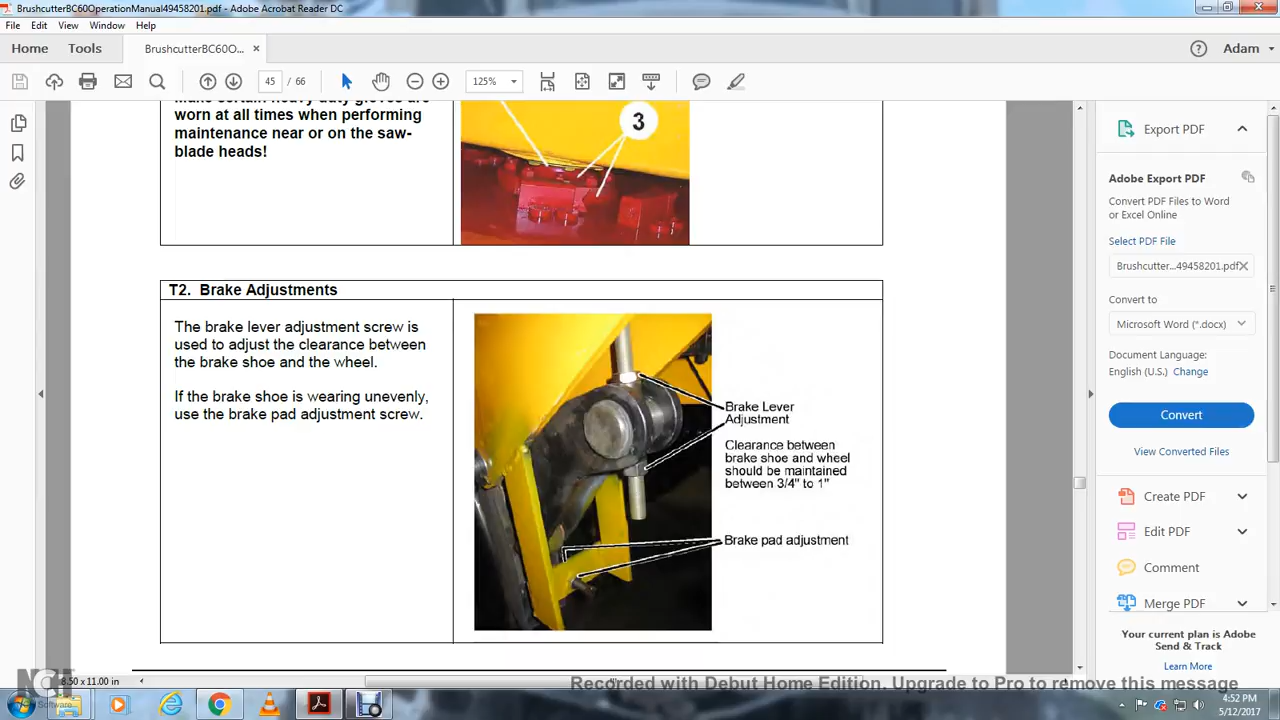 BrushcutterBC60OperationManual49458201.pdf - Adobe Acrobat Reader DC
File Edit View Window Help
Home Tools BrushcutterBC60O... × Adam
45 / 66 125%
Make certain heavy duty gloves are
worn at all times when performing
maintenance near or on the saw-
blade heads!
3
T2. Brake Adjustments
The brake lever adjustment screw is
used to adjust the clearance between
the brake shoe and the wheel.
If the brake shoe is wearing unevenly,
use the brake pad adjustment screw.
Brake Lever
Adjustment
Clearance between
brake shoe and wheel
should be maintained
between 3/4" to 1"
Brake pad adjustment
8.50 x 11.00 in
Export PDF
Adobe Export PDF
Convert PDF Files to Word
or Excel Online
Select PDF File
Brushcutter...49458201.pdf ×
Convert to
Microsoft Word (*.docx)
Document Language:
English (U.S.) Change
Convert
View Converted Files
Create PDF
Edit PDF
Comment
Merge PDF
Your current plan is Adobe
Send & Track
Learn More
NCH Software
Recorded with Debut Home Edition. Upgrade to Pro to remove this message
4:52 PM
5/12/2017